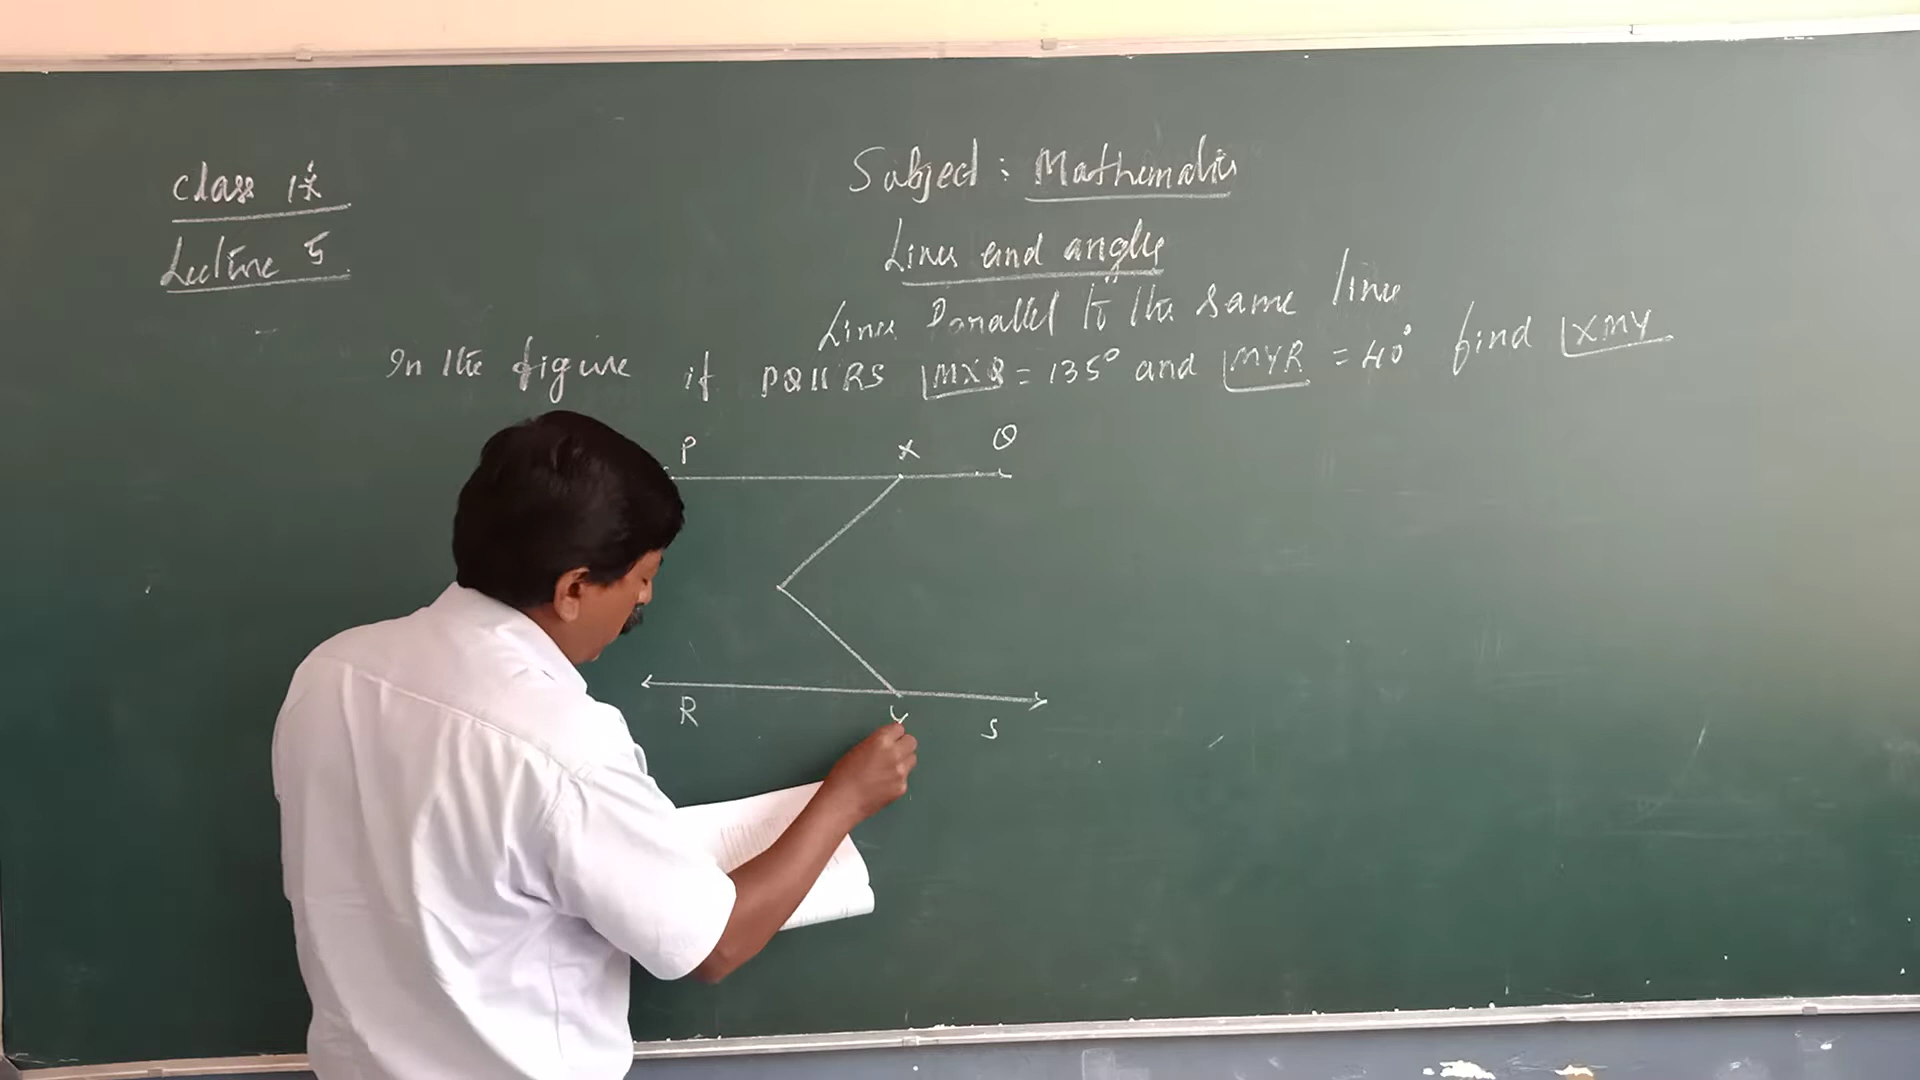 Class IX
Lecture 5
Subject: Mathematics
Lines and angles
Lines Parallel to the same line
In the figure if PQ || RS ∠MXQ = 135° and ∠MYR = 40° find ∠XMY
P X Q
R Y S